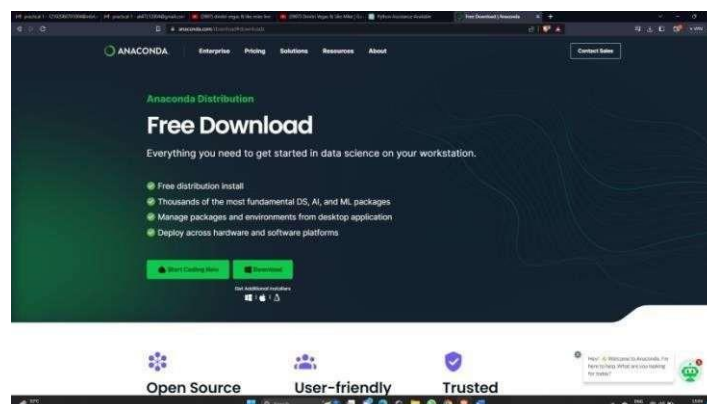 Free Download | Anaconda
ANACONDA.
Enterprise
Pricing
Solutions
Resources
About
Contact Sales
Anaconda Distribution
Free Download
Everything you need to get started in data science on your workstation.
Free distribution install
Thousands of the most fundamental DS, AI, and ML packages
Manage packages and environments from desktop application
Deploy across hardware and software platforms
Start Coding Now
Download
Get Additional Installers
Open Source
User-friendly
Trusted